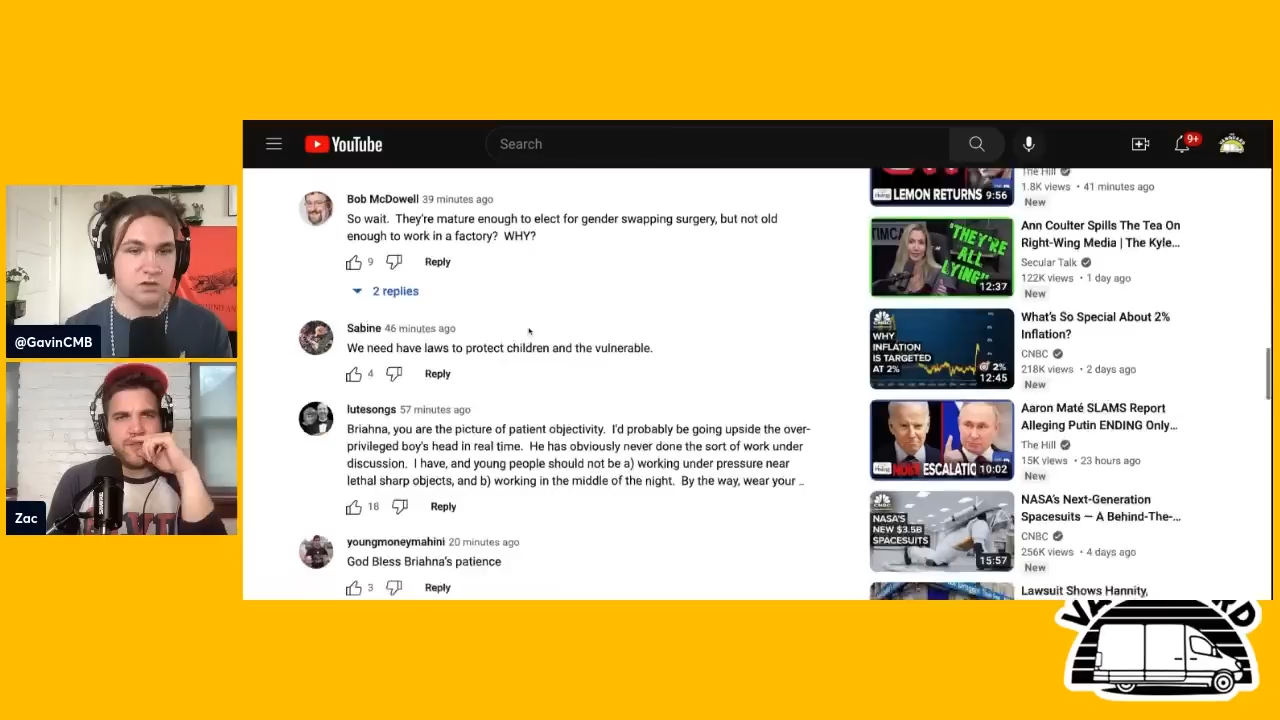 YouTube
Search
9+
Bob McDowell 39 minutes ago
So wait. They're mature enough to elect for gender swapping surgery, but not old
enough to work in a factory? WHY?
9
Reply
2 replies
Sabine 46 minutes ago
We need have laws to protect children and the vulnerable.
4
Reply
lutesongs 57 minutes ago
Briahna, you are the picture of patient objectivity. I'd probably be going upside the over-
privileged boy's head in real time. He has obviously never done the sort of work under
discussion. I have, and young people should not be a) working under pressure near
lethal sharp objects, and b) working in the middle of the night. By the way, wear your ..
18
Reply
youngmoneymahini 20 minutes ago
God Bless Briahna's patience
3
Reply
LEMON RETURNS 9:56
The Hill
1.8K views • 41 minutes ago
New
"THEY'RE
ALL
LYING"
12:37
Ann Coulter Spills The Tea On
Right-Wing Media | The Kyle...
Secular Talk
122K views • 1 day ago
New
CNBC
WHY
INFLATION
IS TARGETED
AT 2%
2%
12:45
What's So Special About 2%
Inflation?
CNBC
218K views • 2 days ago
New
ESCALATIO
10:02
Aaron Maté SLAMS Report
Alleging Putin ENDING Only...
The Hill
15K views • 23 hours ago
New
CNBC
NASA'S
NEW $3.5B
SPACESUITS
15:57
NASA's Next-Generation
Spacesuits — A Behind-The-...
CNBC
256K views • 4 days ago
New
Lawsuit Shows Hannity,
@GavinCMB
Zac